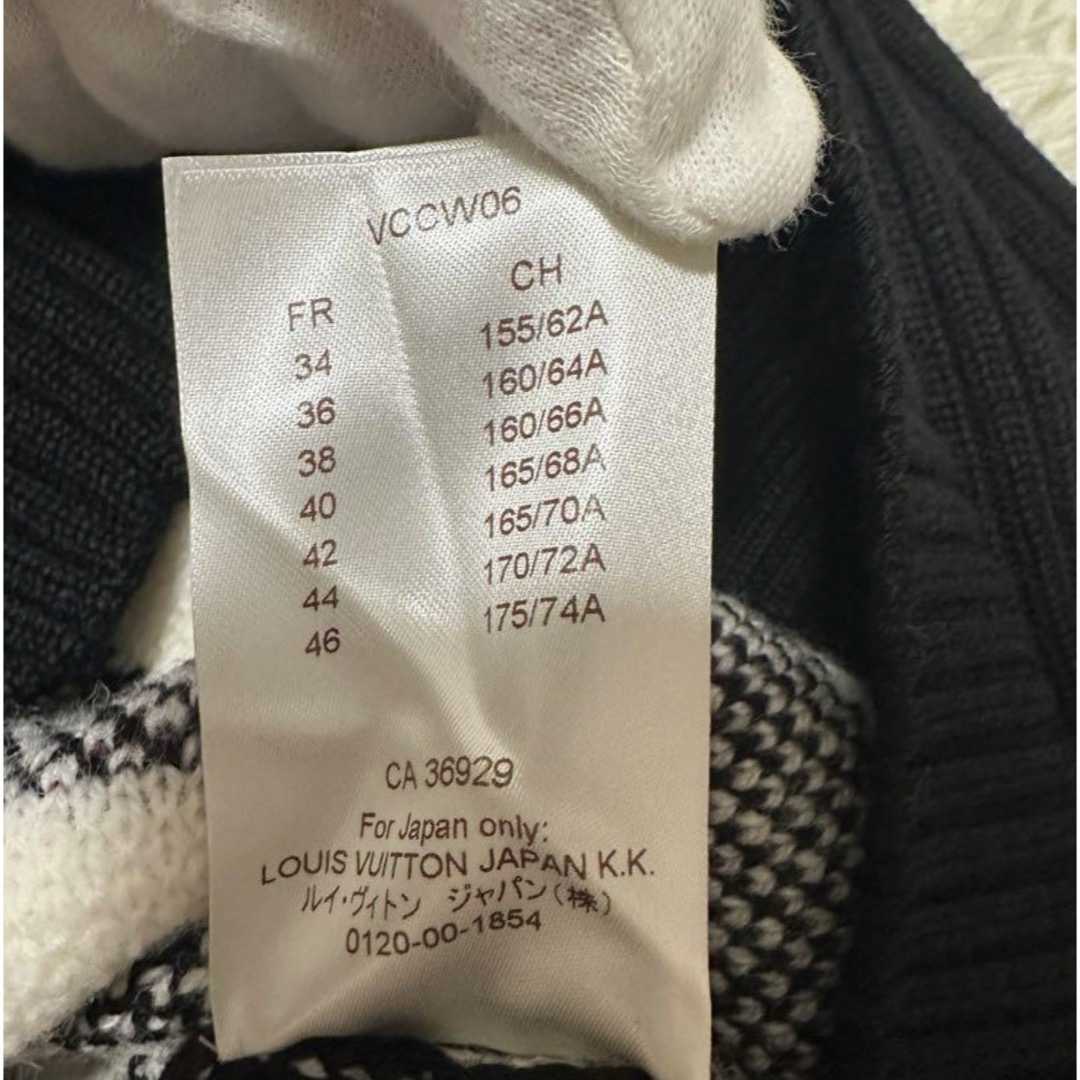 VCCW06
FR CH
34 155/62A
36 160/64A
38 160/66A
40 165/68A
42 165/70A
44 170/72A
46 175/74A
CA 36929
For Japan only:
LOUIS VUITTON JAPAN K.K.
ルイ・ヴィトン ジャパン(株)
0120-00-1854